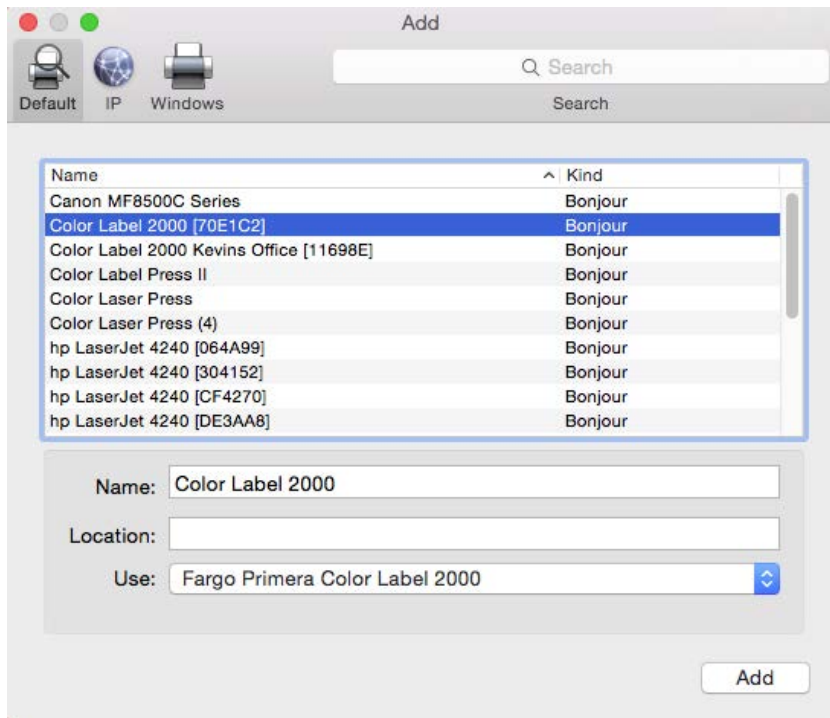 Add
Default IP Windows
Search
Search
Name Kind
Canon MF8500C Series Bonjour
Color Label 2000 [70E1C2] Bonjour
Color Label 2000 Kevins Office [11698E] Bonjour
Color Label Press II Bonjour
Color Laser Press Bonjour
Color Laser Press (4) Bonjour
hp LaserJet 4240 [064A99] Bonjour
hp LaserJet 4240 [304152] Bonjour
hp LaserJet 4240 [CF4270] Bonjour
hp LaserJet 4240 [DE3AA8] Bonjour
Name: Color Label 2000
Location:
Use: Fargo Primera Color Label 2000
Add